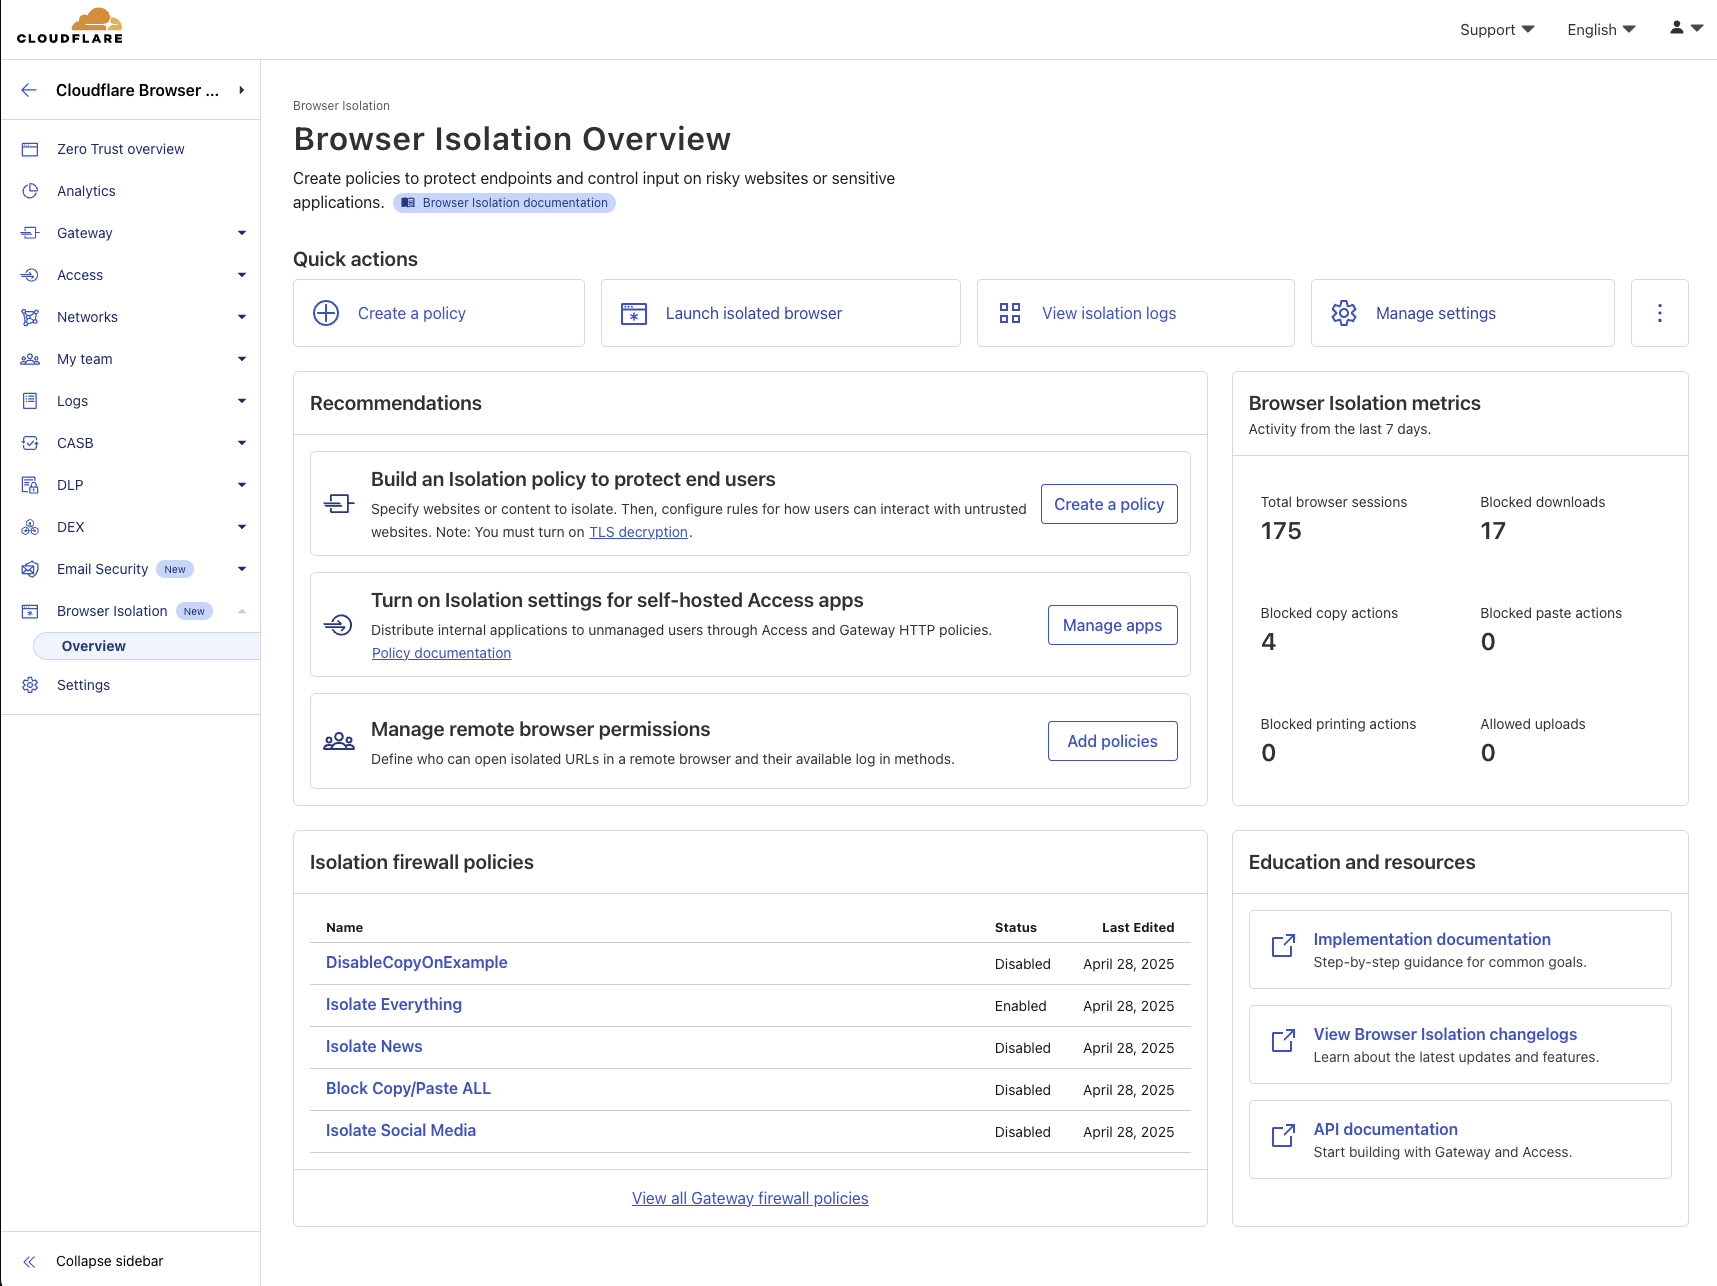 CLOUDFLARE
Support
English
Cloudflare Browser ...
Zero Trust overview
Analytics
Gateway
Access
Networks
My team
Logs
CASB
DLP
DEX
Email Security New
Browser Isolation New
Overview
Settings
Collapse sidebar
Browser Isolation
Browser Isolation Overview
Create policies to protect endpoints and control input on risky websites or sensitive
applications. Browser Isolation documentation
Quick actions
Create a policy
Launch isolated browser
View isolation logs
Manage settings
Recommendations
Build an Isolation policy to protect end users
Specify websites or content to isolate. Then, configure rules for how users can interact with untrusted
websites. Note: You must turn on TLS decryption.
Create a policy
Turn on Isolation settings for self-hosted Access apps
Distribute internal applications to unmanaged users through Access and Gateway HTTP policies.
Policy documentation
Manage apps
Manage remote browser permissions
Define who can open isolated URLs in a remote browser and their available log in methods.
Add policies
Browser Isolation metrics
Activity from the last 7 days.
Total browser sessions
175
Blocked downloads
17
Blocked copy actions
4
Blocked paste actions
0
Blocked printing actions
0
Allowed uploads
0
Isolation firewall policies
Name Status Last Edited
DisableCopyOnExample Disabled April 28, 2025
Isolate Everything Enabled April 28, 2025
Isolate News Disabled April 28, 2025
Block Copy/Paste ALL Disabled April 28, 2025
Isolate Social Media Disabled April 28, 2025
View all Gateway firewall policies
Education and resources
Implementation documentation
Step-by-step guidance for common goals.
View Browser Isolation changelogs
Learn about the latest updates and features.
API documentation
Start building with Gateway and Access.